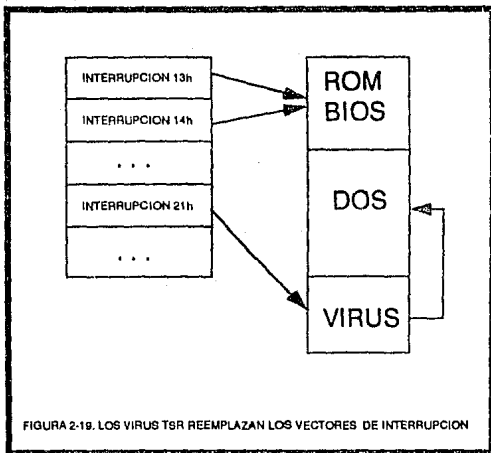 INTERRUPCION 13h
INTERRUPCION 14h
. . .
INTERRUPCION 21h
. . .
ROM
BIOS
DOS
VIRUS
FIGURA 2-19. LOS VIRUS TSR REEMPLAZAN LOS VECTORES DE INTERRUPCION